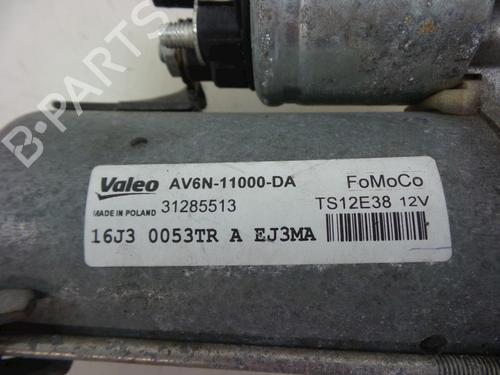 B-PARTS
Valeo AV6N-11000-DA FoMoCo
MADE IN POLAND 31285513 TS12E38 12V
16J3 0053TR A EJ3MA